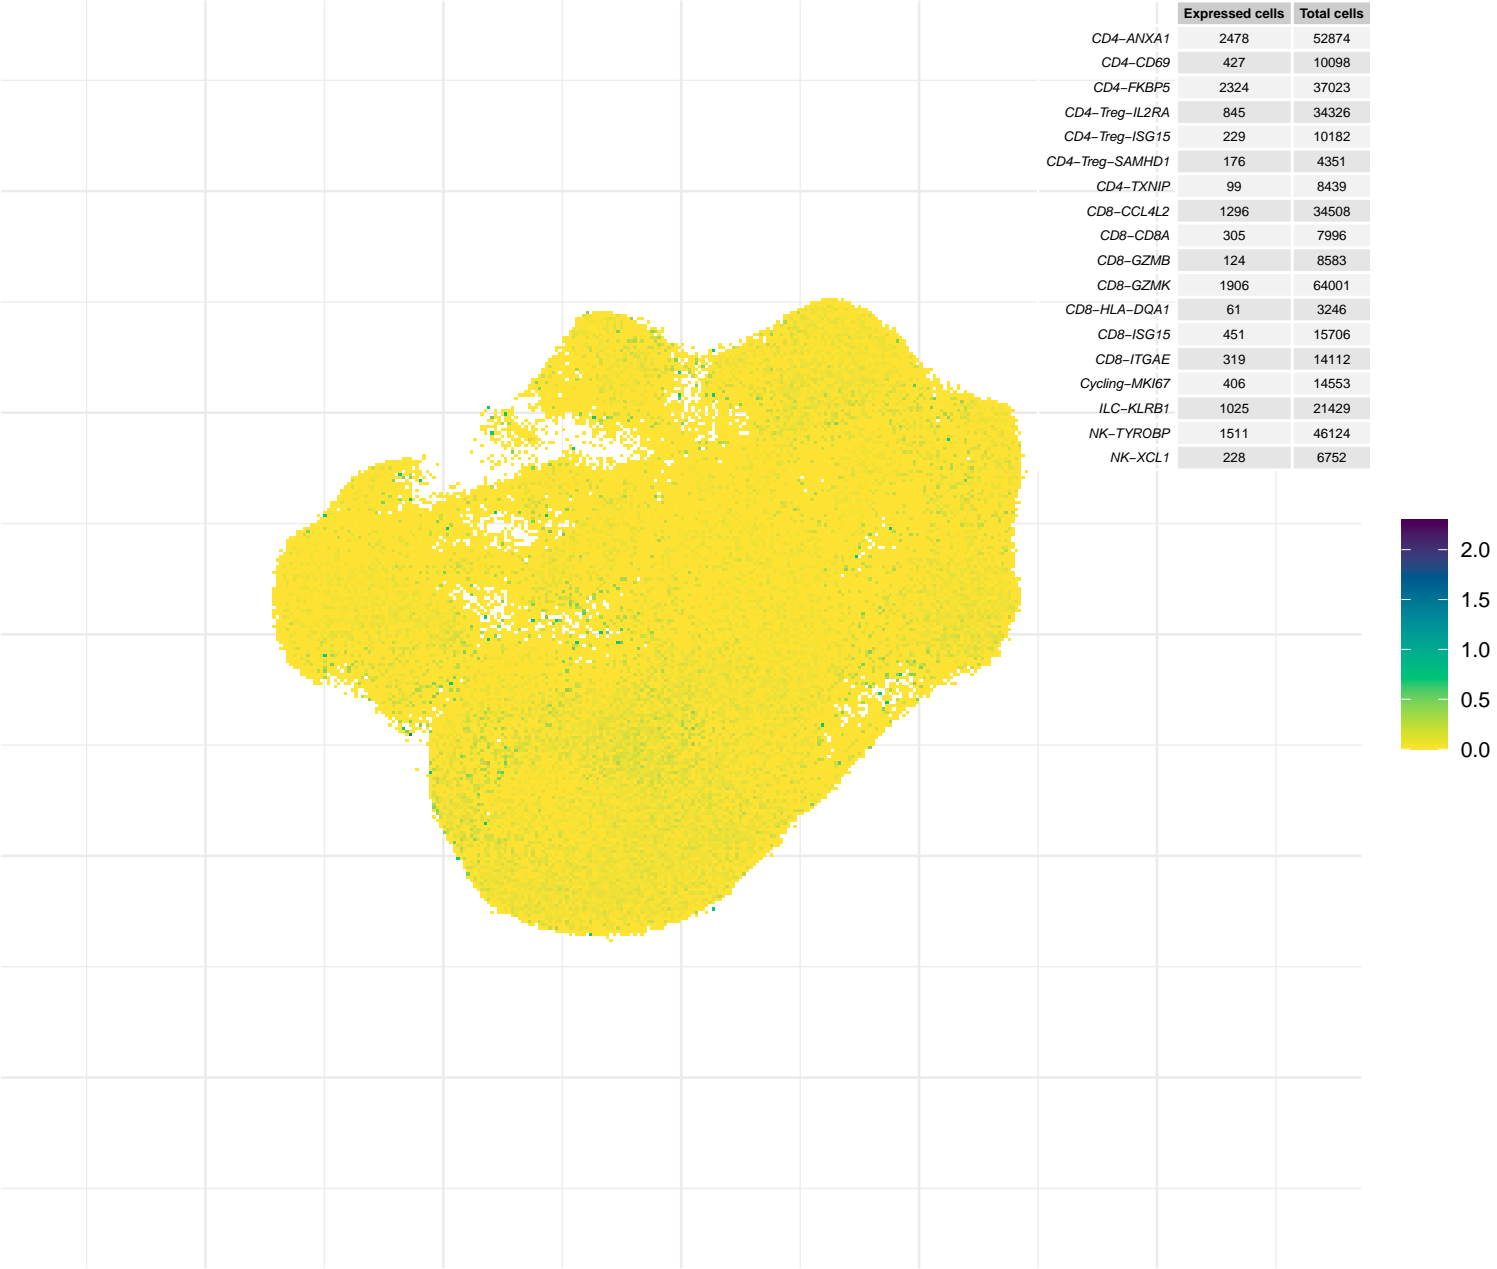 Expressed cells Total cells
CD4−ANXA1 2478 52874
CD4−CD69 427 10098
CD4−FKBP5 2324 37023
CD4−Treg−IL2RA 845 34326
CD4−Treg−ISG15 229 10182
CD4−Treg−SAMHD1 176 4351
CD4−TXNIP 99 8439
CD8−CCL4L2 1296 34508
CD8−CD8A 305 7996
CD8−GZMB 124 8583
CD8−GZMK 1906 64001
CD8−HLA−DQA1 61 3246
CD8−ISG15 451 15706
CD8−ITGAE 319 14112
Cycling−MKI67 406 14553
ILC−KLRB1 1025 21429
NK−TYROBP 1511 46124
NK−XCL1 228 6752
2.0
1.5
1.0
0.5
0.0